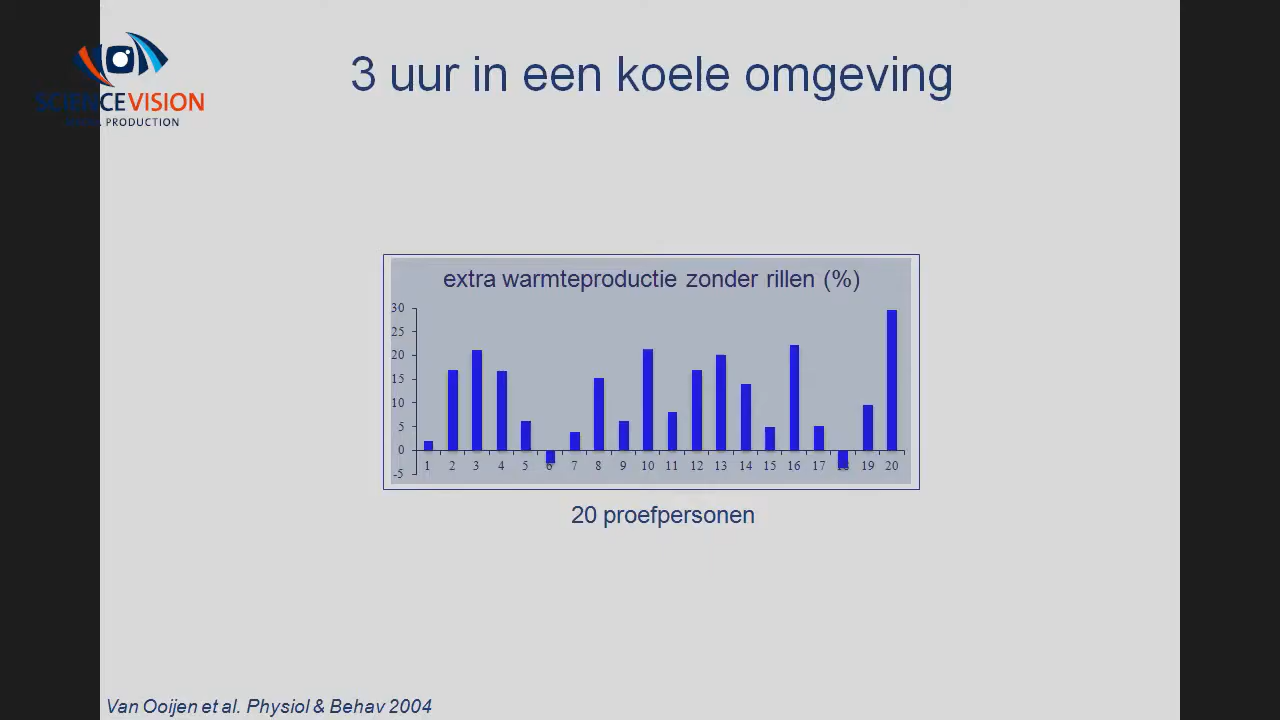 3 uur in een koele omgeving
SCIENCEVISION
PRODUCTION
extra warmteproductie zonder rillen (%)
30
25
20
15
10
5
0
-5
1 2 3 4 5 6 7 8 9 10 11 12 13 14 15 16 17 18 19 20
20 proefpersonen
Van Ooijen et al. Physiol & Behav 2004